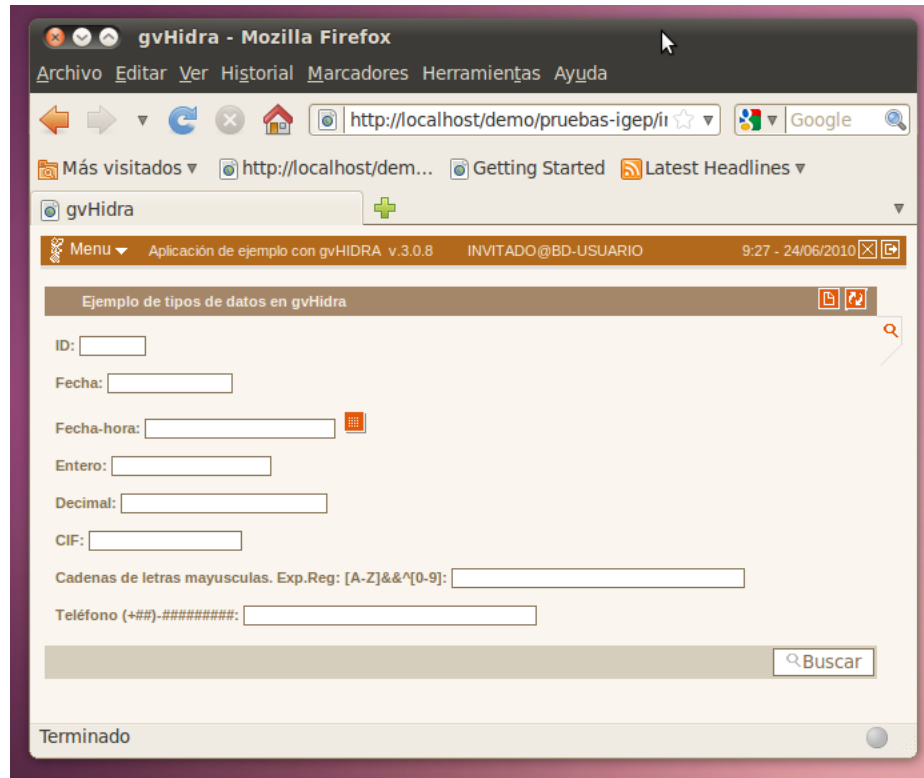 gvHidra - Mozilla Firefox
Archivo Editar Ver Historial Marcadores Herramientas Ayuda
http://localhost/demo/pruebas-igep/ir Google
Más visitados http://localhost/dem... Getting Started Latest Headlines
gvHidra
Menu Aplicación de ejemplo con gvHIDRA v.3.0.8 INVITADO@BD-USUARIO 9:27 - 24/06/2010
Ejemplo de tipos de datos en gvHidra
ID:
Fecha:
Fecha-hora:
Entero:
Decimal:
CIF:
Cadenas de letras mayusculas. Exp.Reg: [A-Z]&&^[0-9]:
Teléfono (+##)-#########:
Buscar
Terminado